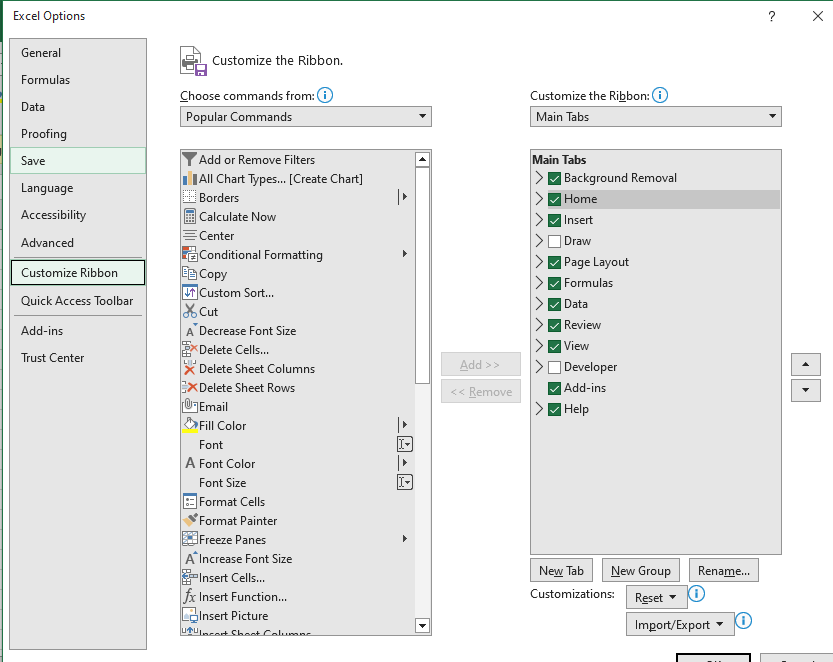 Excel Options
?
General
Formulas
Data
Proofing
Save
Language
Accessibility
Advanced
Customize Ribbon
Quick Access Toolbar
Add-ins
Trust Center
Customize the Ribbon.
Choose commands from:
Popular Commands
Add or Remove Filters
All Chart Types... [Create Chart]
Borders
Calculate Now
Center
Conditional Formatting
Copy
Custom Sort...
Cut
Decrease Font Size
Delete Cells...
Delete Sheet Columns
Delete Sheet Rows
Email
Fill Color
Font
Font Color
Font Size
Format Cells
Format Painter
Freeze Panes
Increase Font Size
Insert Cells...
Insert Function...
Insert Picture
Insert Sheet Columns
Add >>
<< Remove
Customize the Ribbon:
Main Tabs
Main Tabs
Background Removal
Home
Insert
Draw
Page Layout
Formulas
Data
Review
View
Developer
Add-ins
Help
New Tab
New Group
Rename...
Customizations:
Reset
Import/Export